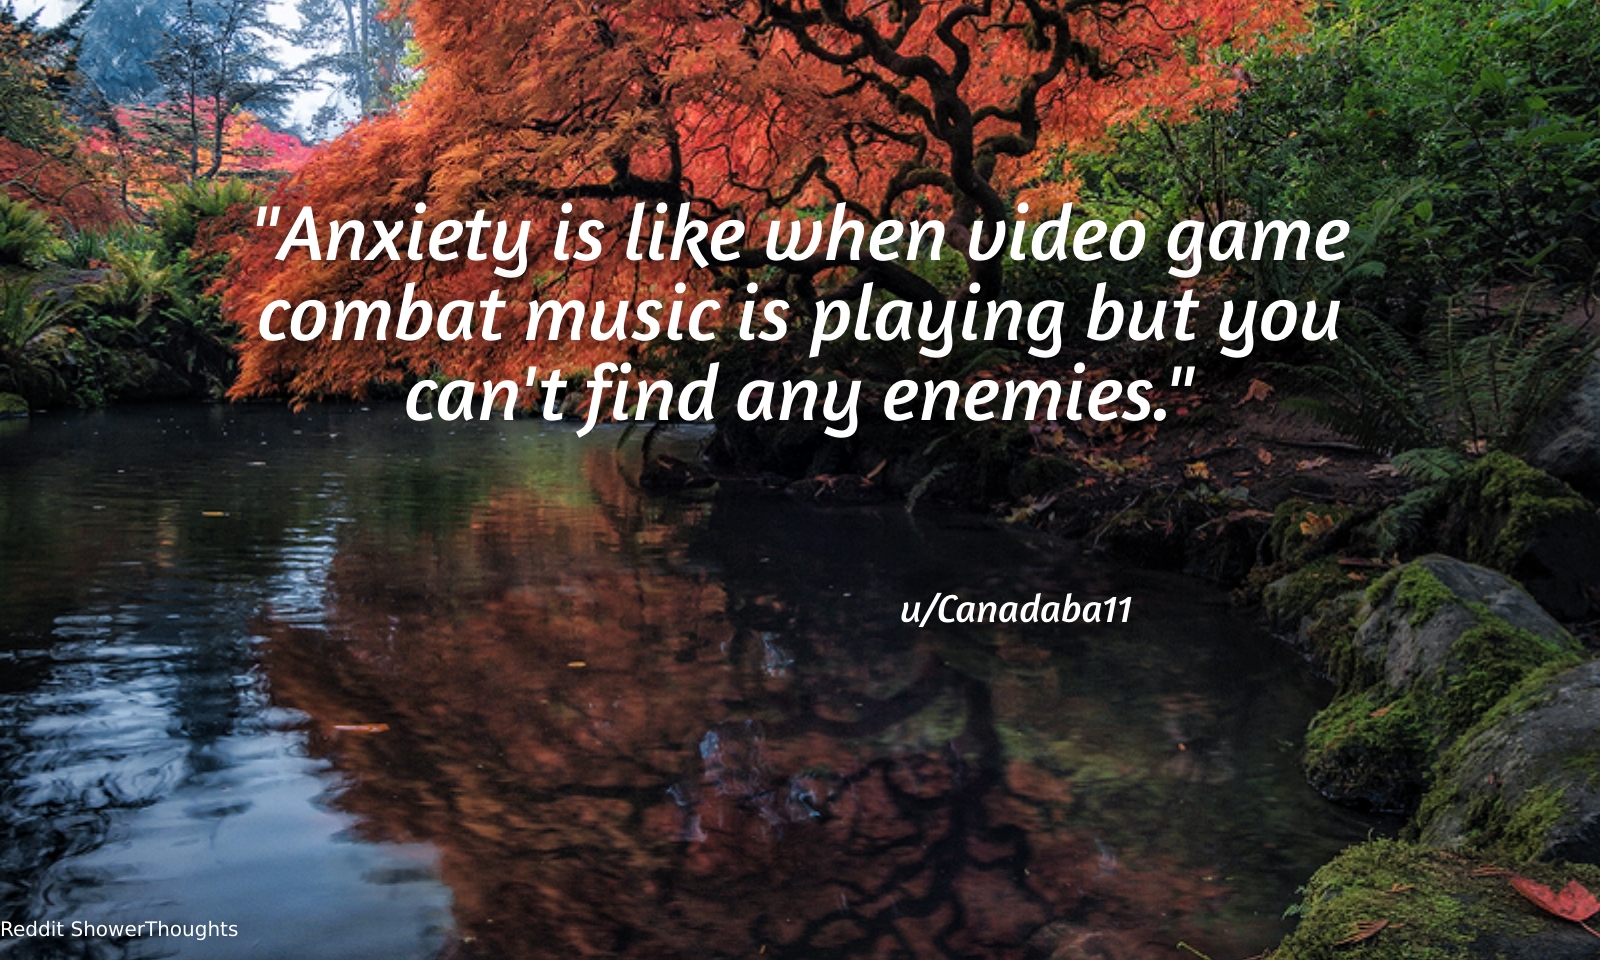 "Anxiety is like when video game
combat music is playing but you
can't find any enemies."
u/Canadaba11
Reddit ShowerThoughts